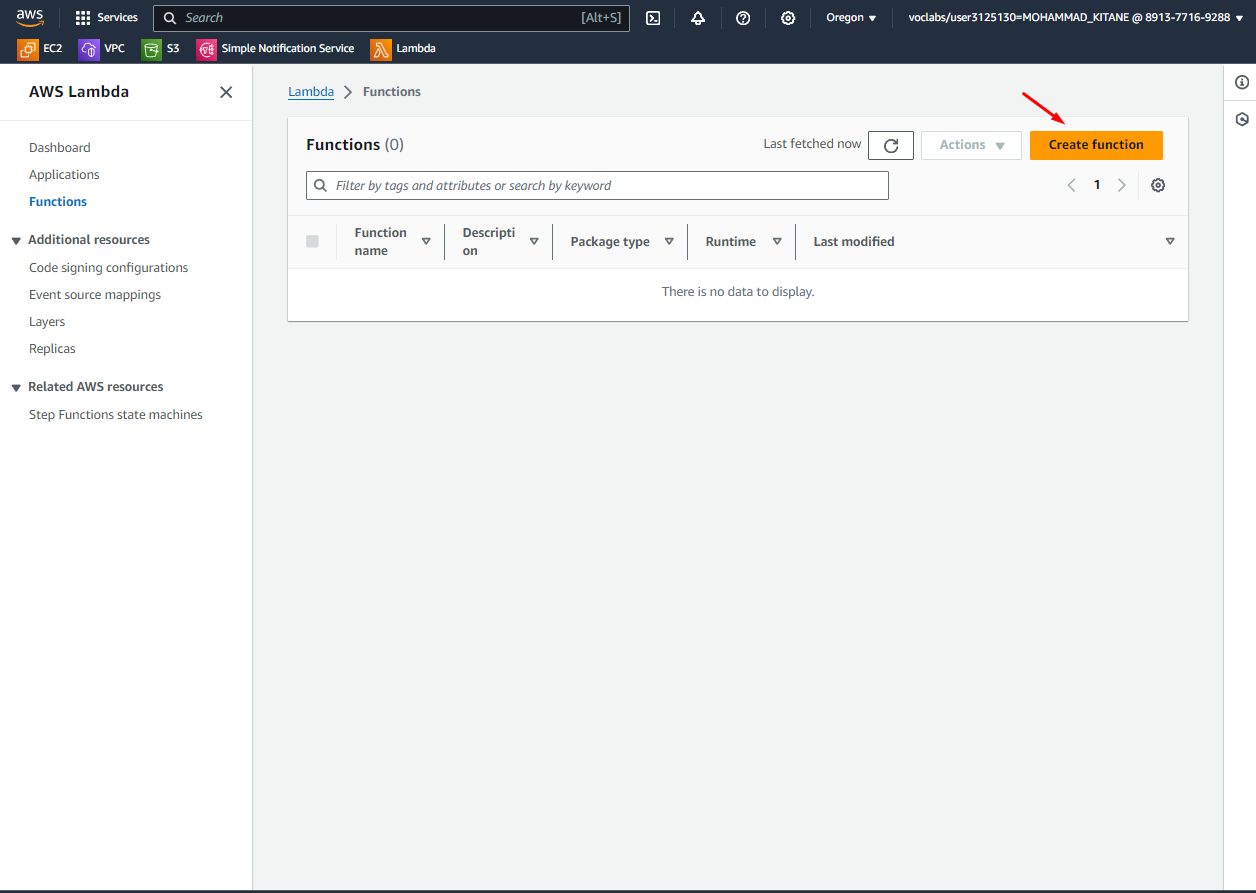 aws
Services
Search [Alt+S]
Oregon
voclabs/user3125130=MOHAMMAD_KITANE @ 8913-7716-9288
EC2 VPC S3 Simple Notification Service Lambda
AWS Lambda
Dashboard
Applications
Functions
Additional resources
Code signing configurations
Event source mappings
Layers
Replicas
Related AWS resources
Step Functions state machines
Lambda Functions
Functions (0)
Last fetched now
Actions
Create function
Filter by tags and attributes or search by keyword
1
Function
name
Descripti
on
Package type
Runtime
Last modified
There is no data to display.